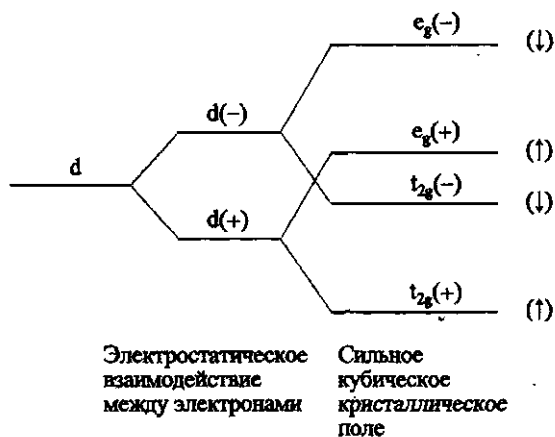 e_g(−) (↓)
d(−)
e_g(+) (↑)
d
t_2g(−) (↓)
d(+)
t_2g(+) (↑)
Электростатическое
взаимодействие
между электронами
Сильное
кубическое
кристаллическое
поле